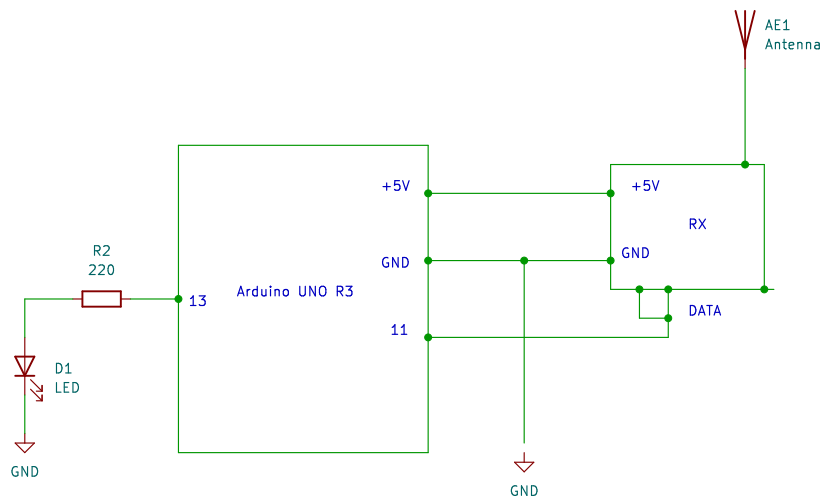 AE1
Antenna
+5V
+5V
RX
R2
220
GND
GND
13
Arduino UNO R3
11
DATA
D1
LED
GND
GND